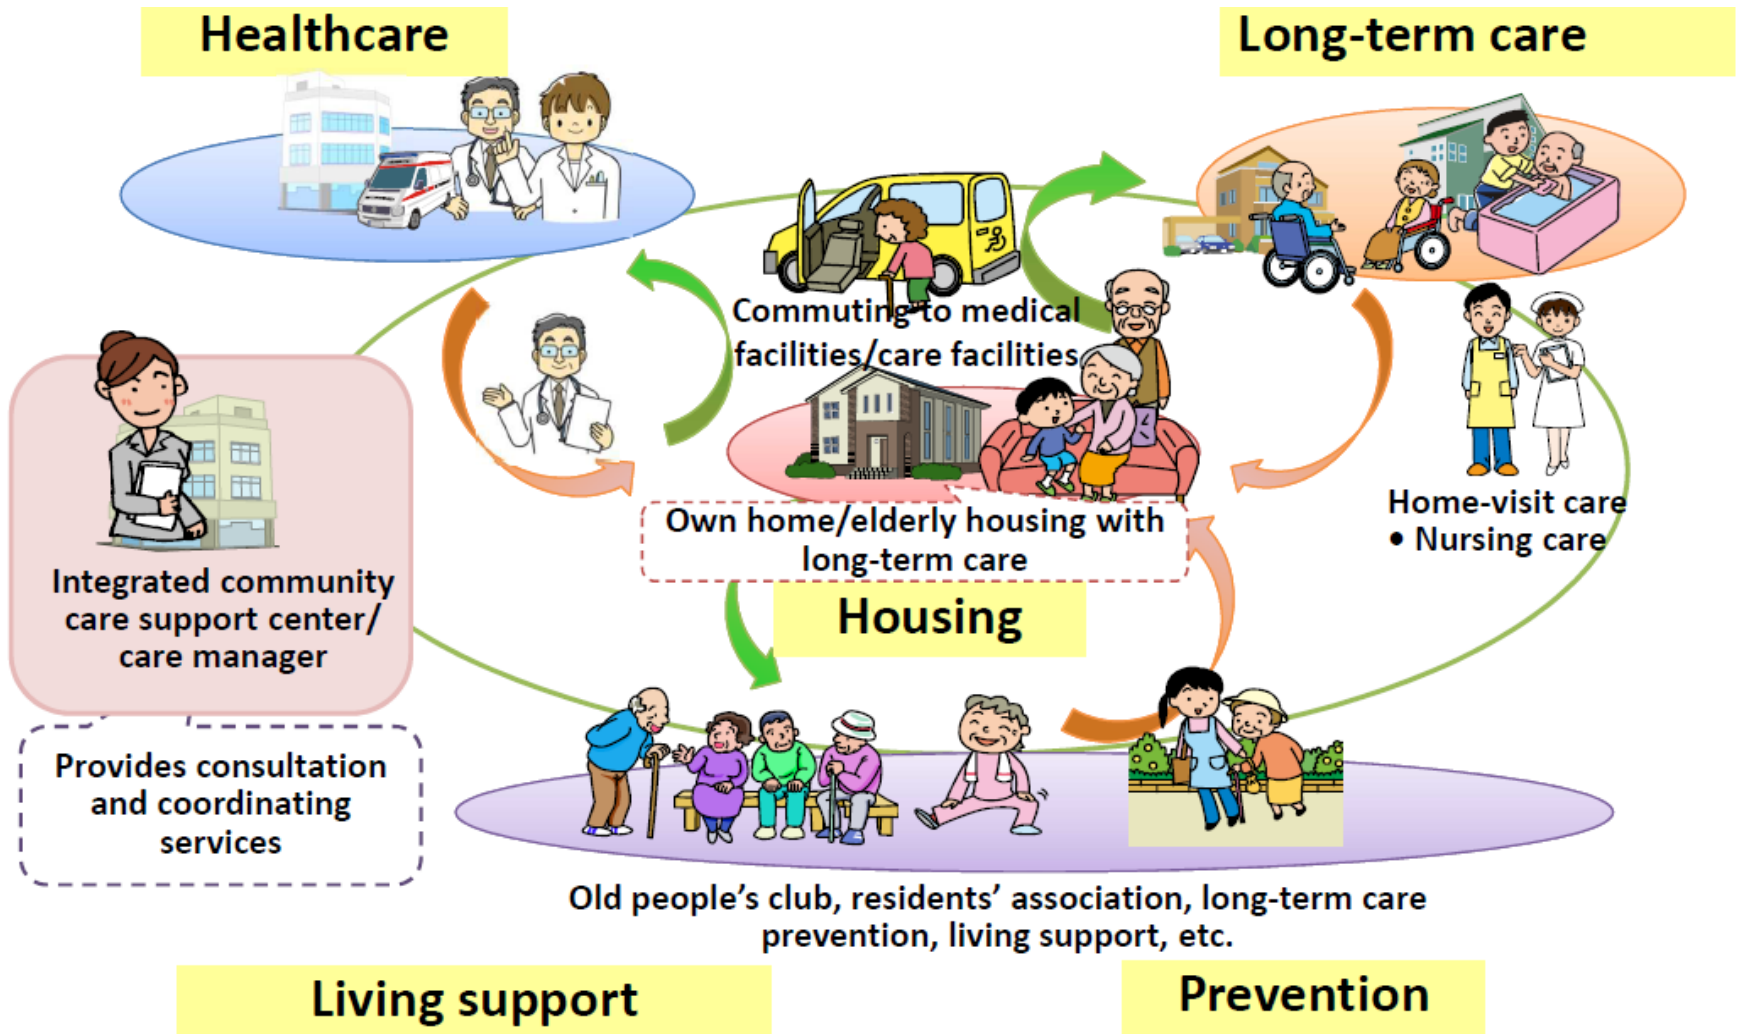 Healthcare
Long-term care
Commuting to medical
facilities/care facilities
Own home/elderly housing with
long-term care
Housing
Home-visit care
• Nursing care
Integrated community
care support center/
care manager
Provides consultation
and coordinating
services
Old people’s club, residents’ association, long-term care
prevention, living support, etc.
Living support
Prevention